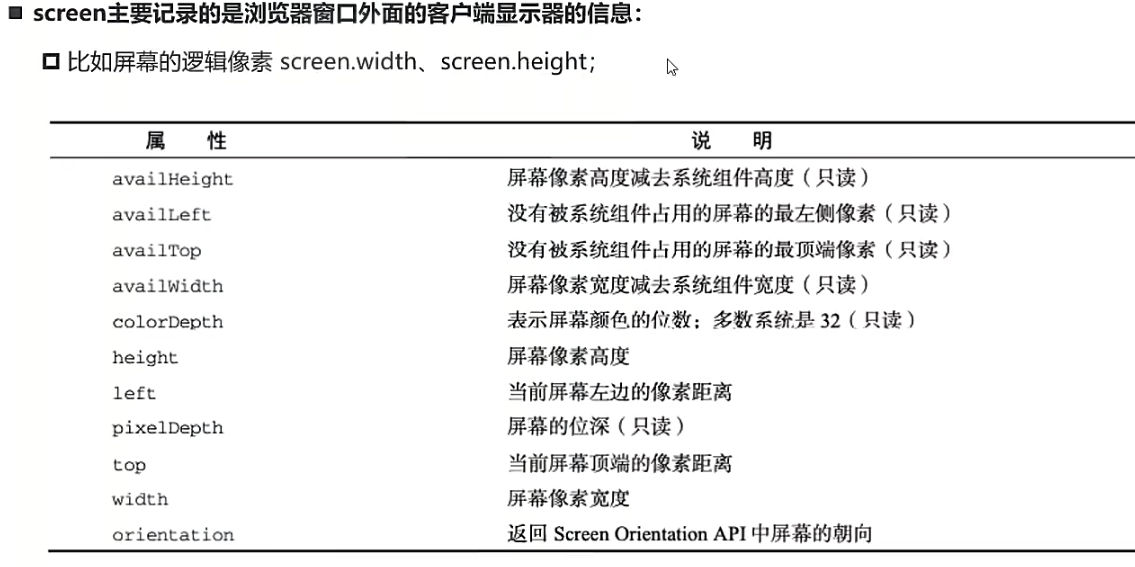 screen主要记录的是浏览器窗口外面的客户端显示器的信息：
比如屏幕的逻辑像素 screen.width、screen.height；
属 性 说 明
availHeight 屏幕像素高度减去系统组件高度（只读）
availLeft 没有被系统组件占用的屏幕的最左侧像素（只读）
availTop 没有被系统组件占用的屏幕的最顶端像素（只读）
availWidth 屏幕像素宽度减去系统组件宽度（只读）
colorDepth 表示屏幕颜色的位数；多数系统是 32（只读）
height 屏幕像素高度
left 当前屏幕左边的像素距离
pixelDepth 屏幕的位深（只读）
top 当前屏幕顶端的像素距离
width 屏幕像素宽度
orientation 返回 Screen Orientation API 中屏幕的朝向